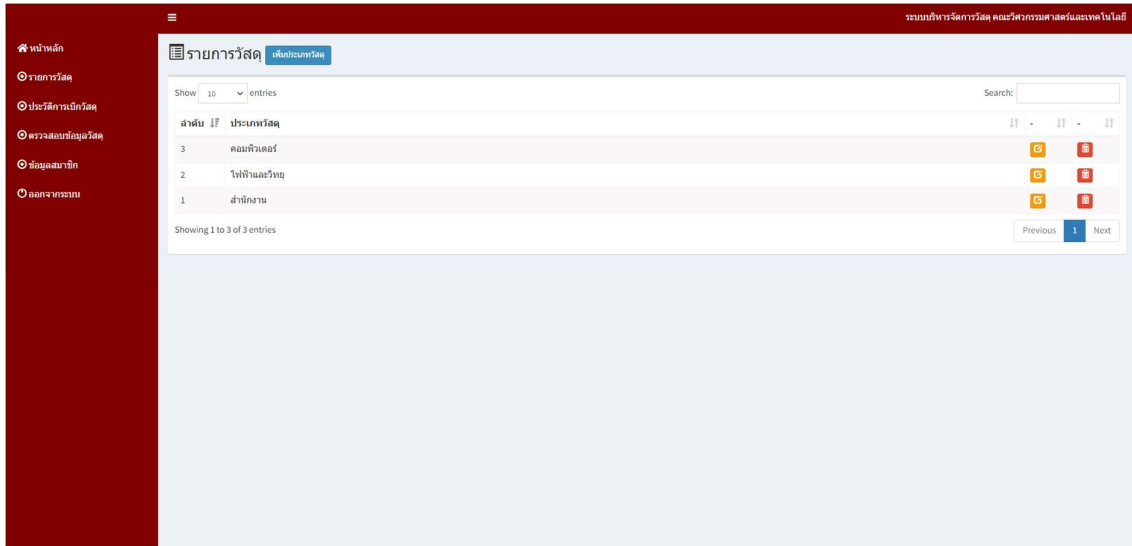 ระบบบริหารจัดการวัสดุ คณะวิศวกรรมศาสตร์และเทคโนโลยี
หน้าหลัก
รายการวัสดุ
ประวัติการเบิกวัสดุ
ตรวจสอบข้อมูลวัสดุ
ข้อมูลสมาชิก
ออกจากระบบ
รายการวัสดุ เพิ่มประเภทวัสดุ
Show 10 entries Search:
ลำดับ ประเภทวัสดุ - -
3 คอมพิวเตอร์
2 ไฟฟ้าและวิทยุ
1 สำนักงาน
Showing 1 to 3 of 3 entries Previous 1 Next